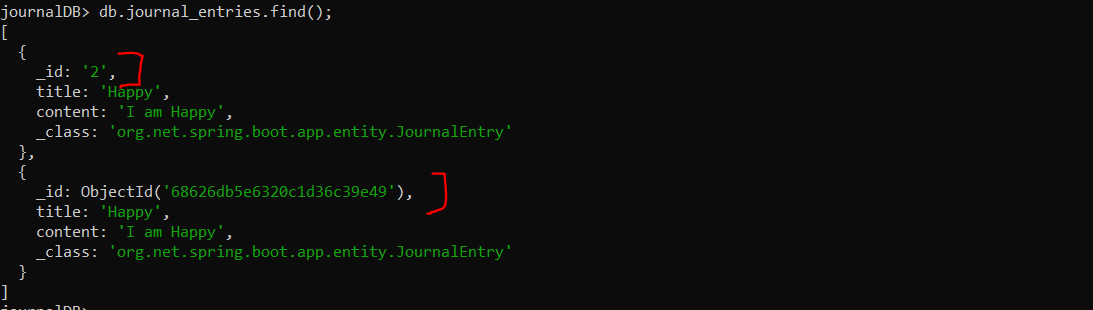 journalDB> db.journal_entries.find();
[
  {
    _id: '2',
    title: 'Happy',
    content: 'I am Happy',
    _class: 'org.net.spring.boot.app.entity.JournalEntry'
  },
  {
    _id: ObjectId('68626db5e6320c1d36c39e49'),
    title: 'Happy',
    content: 'I am Happy',
    _class: 'org.net.spring.boot.app.entity.JournalEntry'
  }
]
journalDB>